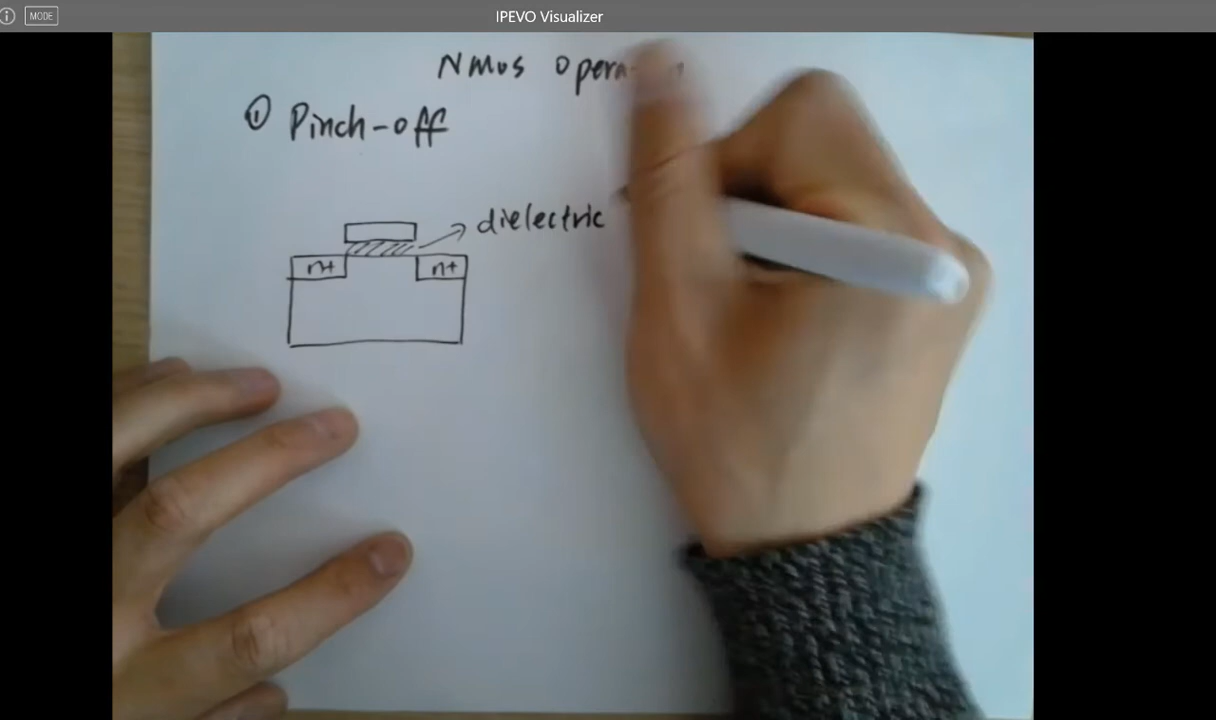 MODE
IPEVO Visualizer
NMOS
① Pinch-off
dielectric
n+ n+